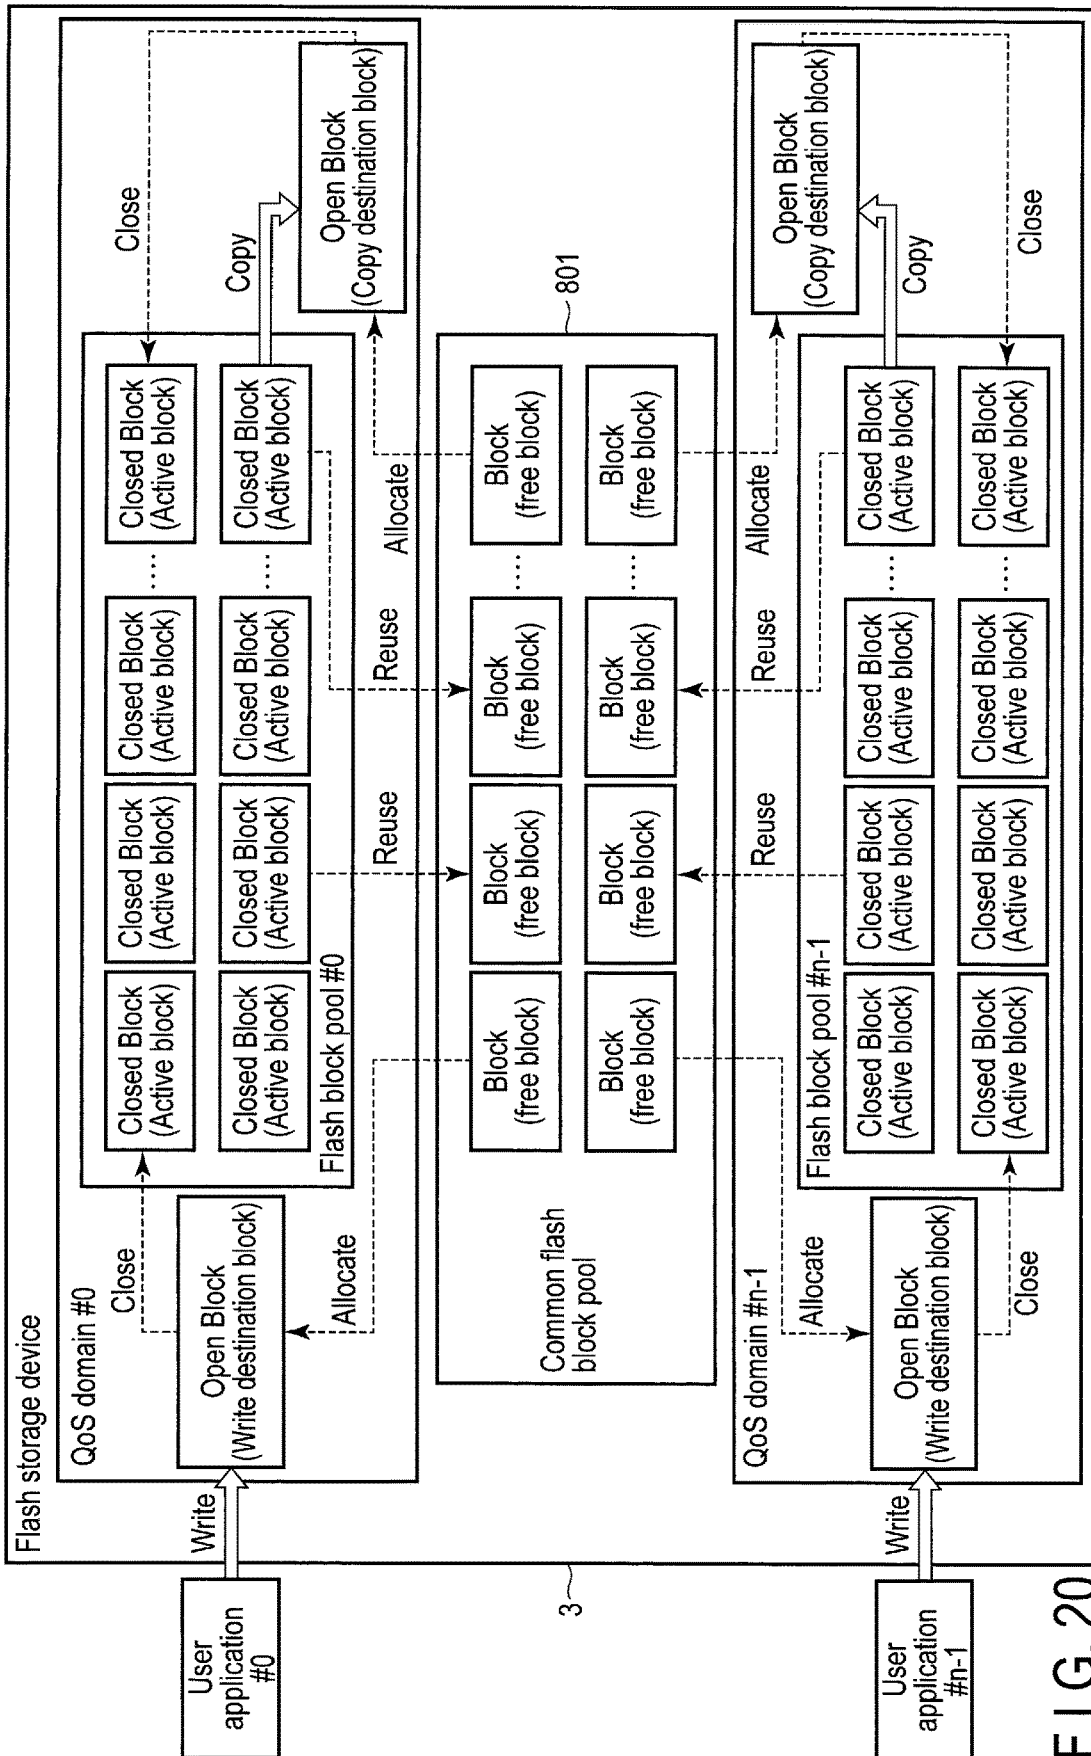 Flash storage device
QoS domain #0
User
application
#0
Write
Open Block
(Write destination block)
Close
Allocate
Closed Block
(Active block)
Closed Block
(Active block)
Closed Block
(Active block)
.....
Closed Block
(Active block)
Closed Block
(Active block)
Closed Block
(Active block)
Closed Block
(Active block)
.....
Closed Block
(Active block)
Flash block pool #0
Close
Copy
Open Block
(Copy destination block)
Reuse
Reuse
Allocate
801
Common flash
block pool
Block
(free block)
Block
(free block)
Block
(free block)
.....
Block
(free block)
Block
(free block)
Block
(free block)
Block
(free block)
.....
Block
(free block)
3
QoS domain #n-1
Allocate
Reuse
Reuse
Allocate
User
application
#n-1
Write
Open Block
(Write destination block)
Close
Flash block pool #n-1
Closed Block
(Active block)
Closed Block
(Active block)
Closed Block
(Active block)
.....
Closed Block
(Active block)
Closed Block
(Active block)
Closed Block
(Active block)
Closed Block
(Active block)
.....
Closed Block
(Active block)
Copy
Open Block
(Copy destination block)
Close
F I G. 20